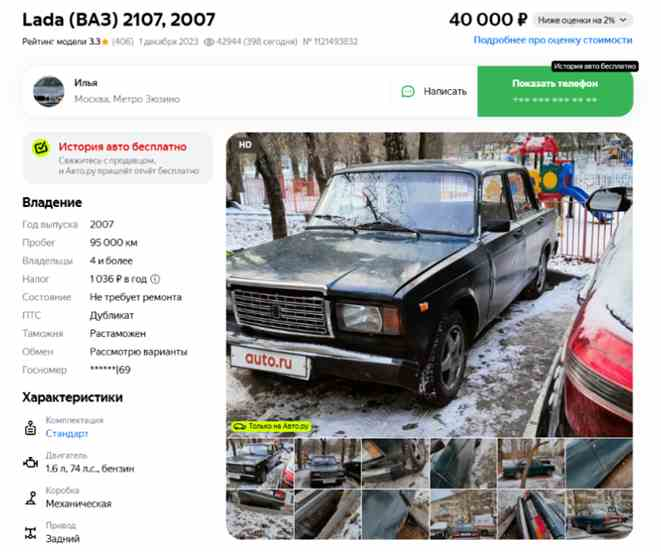 Lada (ВАЗ) 2107, 2007
40 000 ₽
Ниже оценки на 2%
Рейтинг модели 3.3★ (406) 1 декабря 2023 42944 (398 сегодня) № 1121493832
Подробнее про оценку стоимости
История авто бесплатно
Илья
Москва, Метро Зюзино
Написать
Показать телефон
+** *** *** ** **
История авто бесплатно
Свяжитесь с продавцом,
и Авто.ру пришлёт отчёт бесплатно
HD
Владение
Год выпуска 2007
Пробег 95 000 км
Владельцы 4 и более
Налог 1 036 ₽ в год
Состояние Не требует ремонта
ПТС Дубликат
Таможня Растаможен
Обмен Рассмотрю варианты
Госномер ******|69
auto.ru
Только на Авто.ру
Характеристики
Комплектация
Стандарт
Двигатель
1.6 л, 74 л.с., бензин
Коробка
Механическая
Привод
Задний